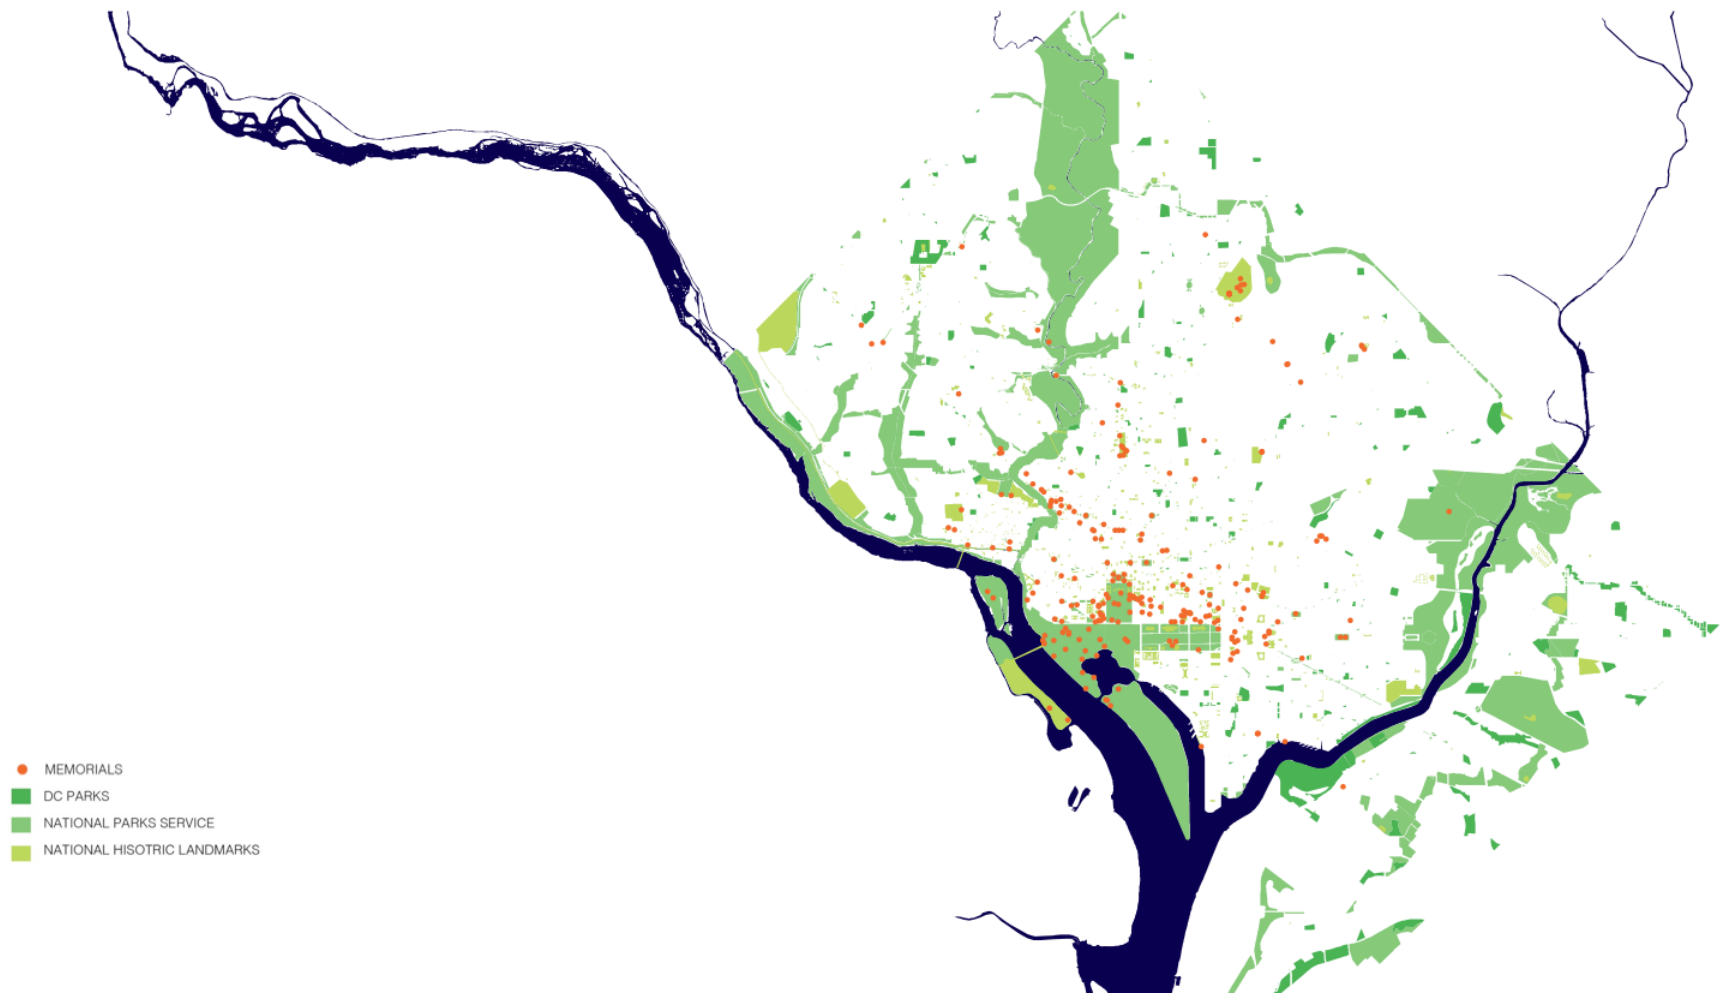 MEMORIALS
DC PARKS
NATIONAL PARKS SERVICE
NATIONAL HISOTRIC LANDMARKS